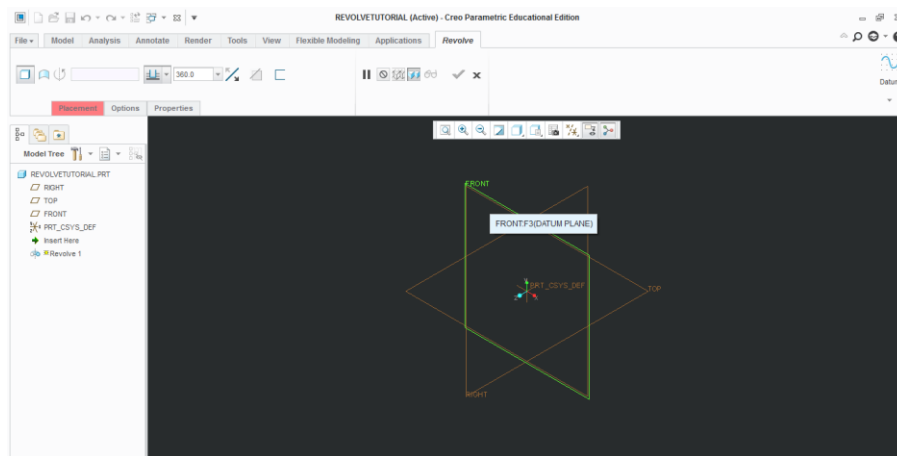 REVOLVETUTORIAL (Active) - Creo Parametric Educational Edition
File Model Analysis Annotate Render Tools View Flexible Modeling Applications Revolve
360.0
Datum
Placement Options Properties
Model Tree
REVOLVETUTORIAL.PRT
RIGHT
TOP
FRONT
PRT_CSYS_DEF
Insert Here
Revolve 1
FRONT
FRONT:F3(DATUM PLANE)
PRT_CSYS_DEF
TOP
RIGHT